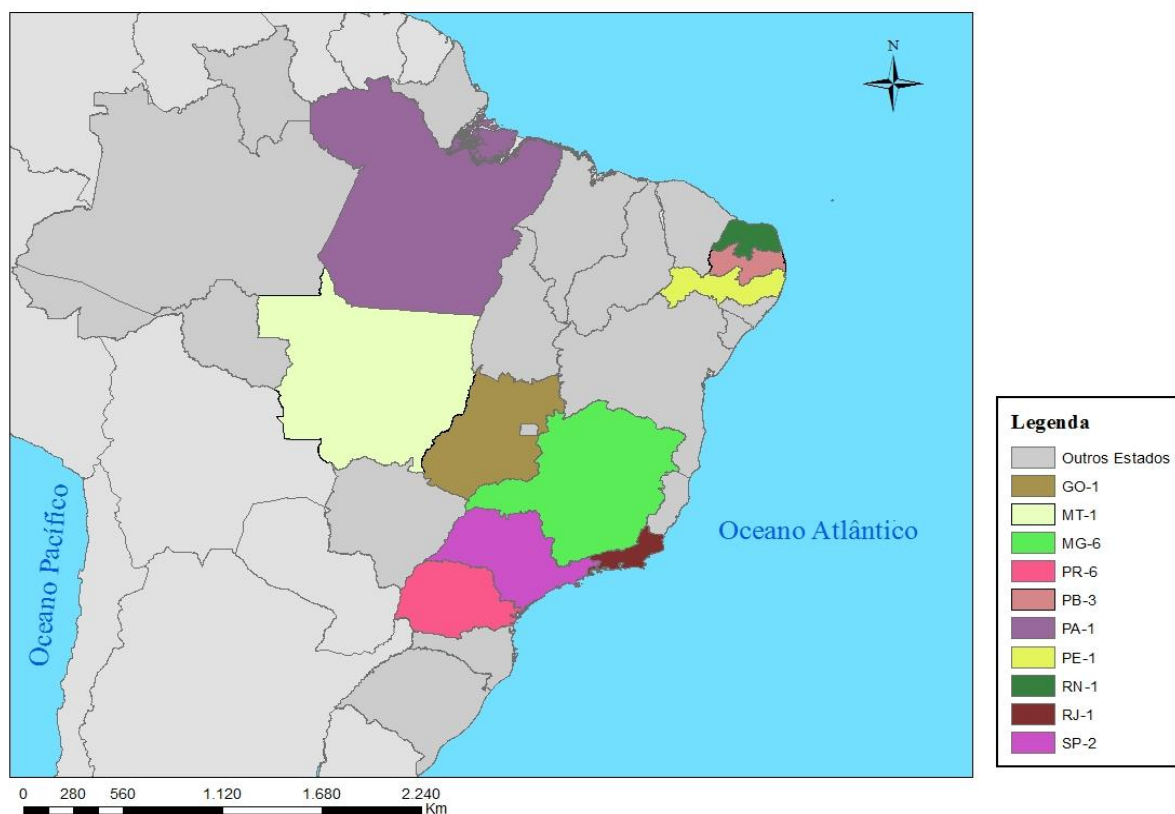 N
Oceano Pacífico
Oceano Atlântico
Legenda
Outros Estados
GO-1
MT-1
MG-6
PR-6
PB-3
PA-1
PE-1
RN-1
RJ-1
SP-2
0 280 560 1.120 1.680 2.240
Km